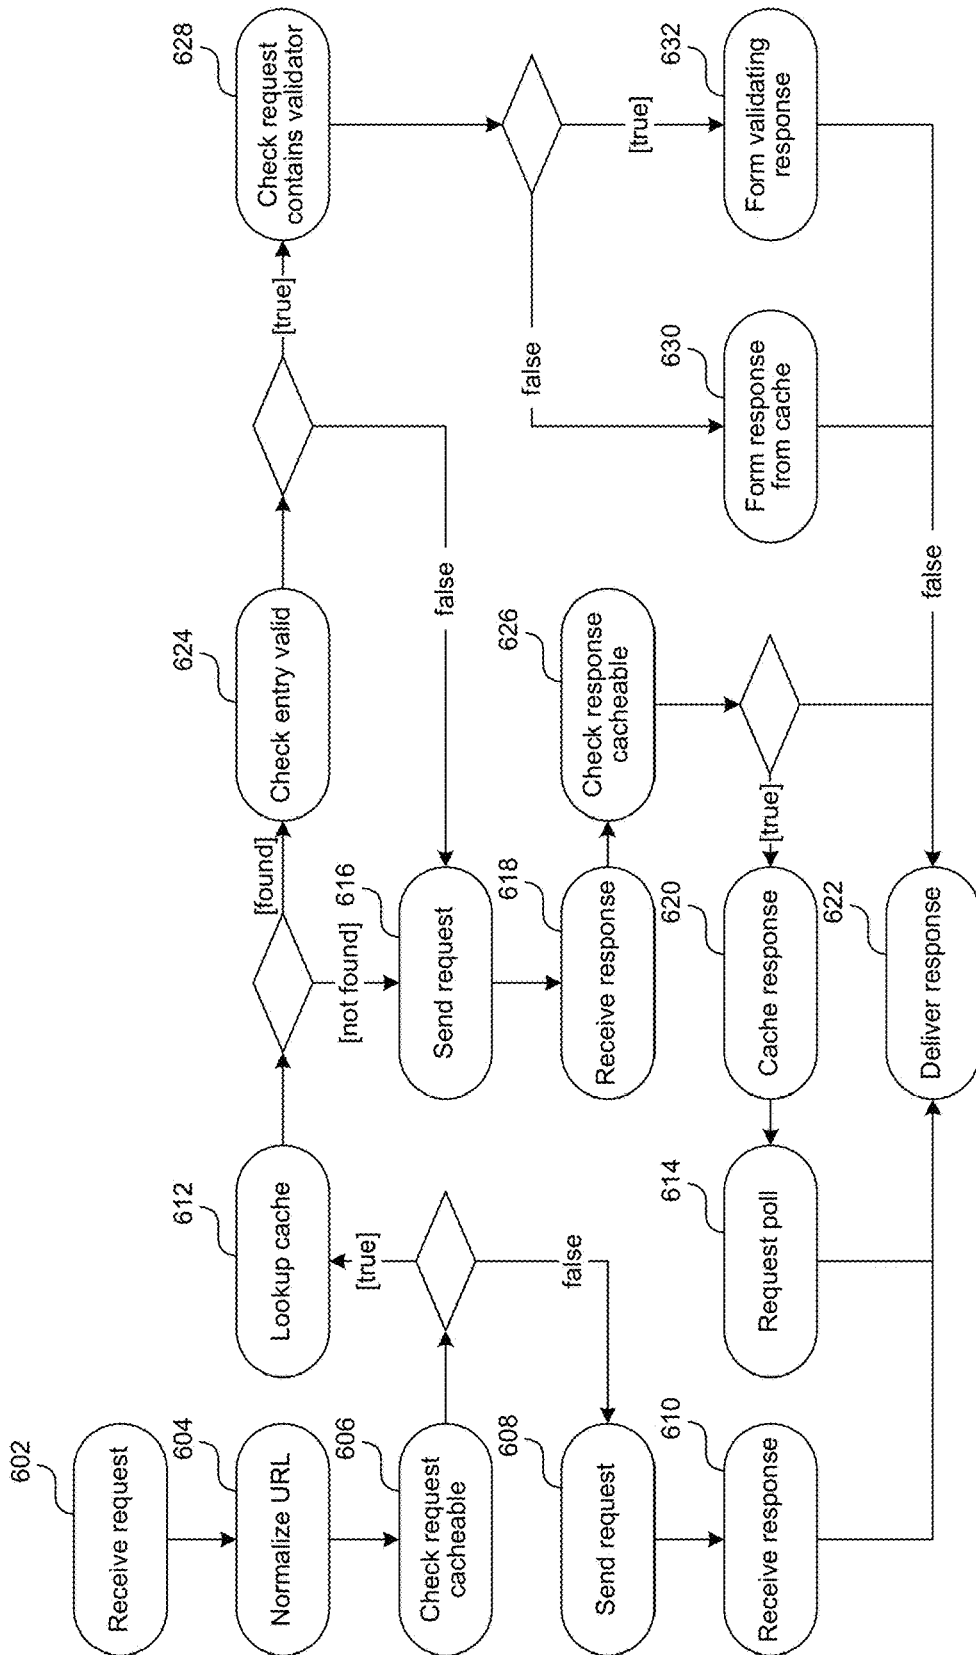 602
Receive request
604
Normalize URL
606
Check request
cacheable
608
Send request
610
Receive response
612
Lookup cache
[true]
false
614
Request poll
[found]
[not found]
616
Send request
618
Receive response
620
Cache response
622
Deliver response
624
Check entry valid
[true]
false
626
Check response
cacheable
[true]
false
628
Check request
contains validator
false
[true]
630
Form response
from cache
632
Form validating
response